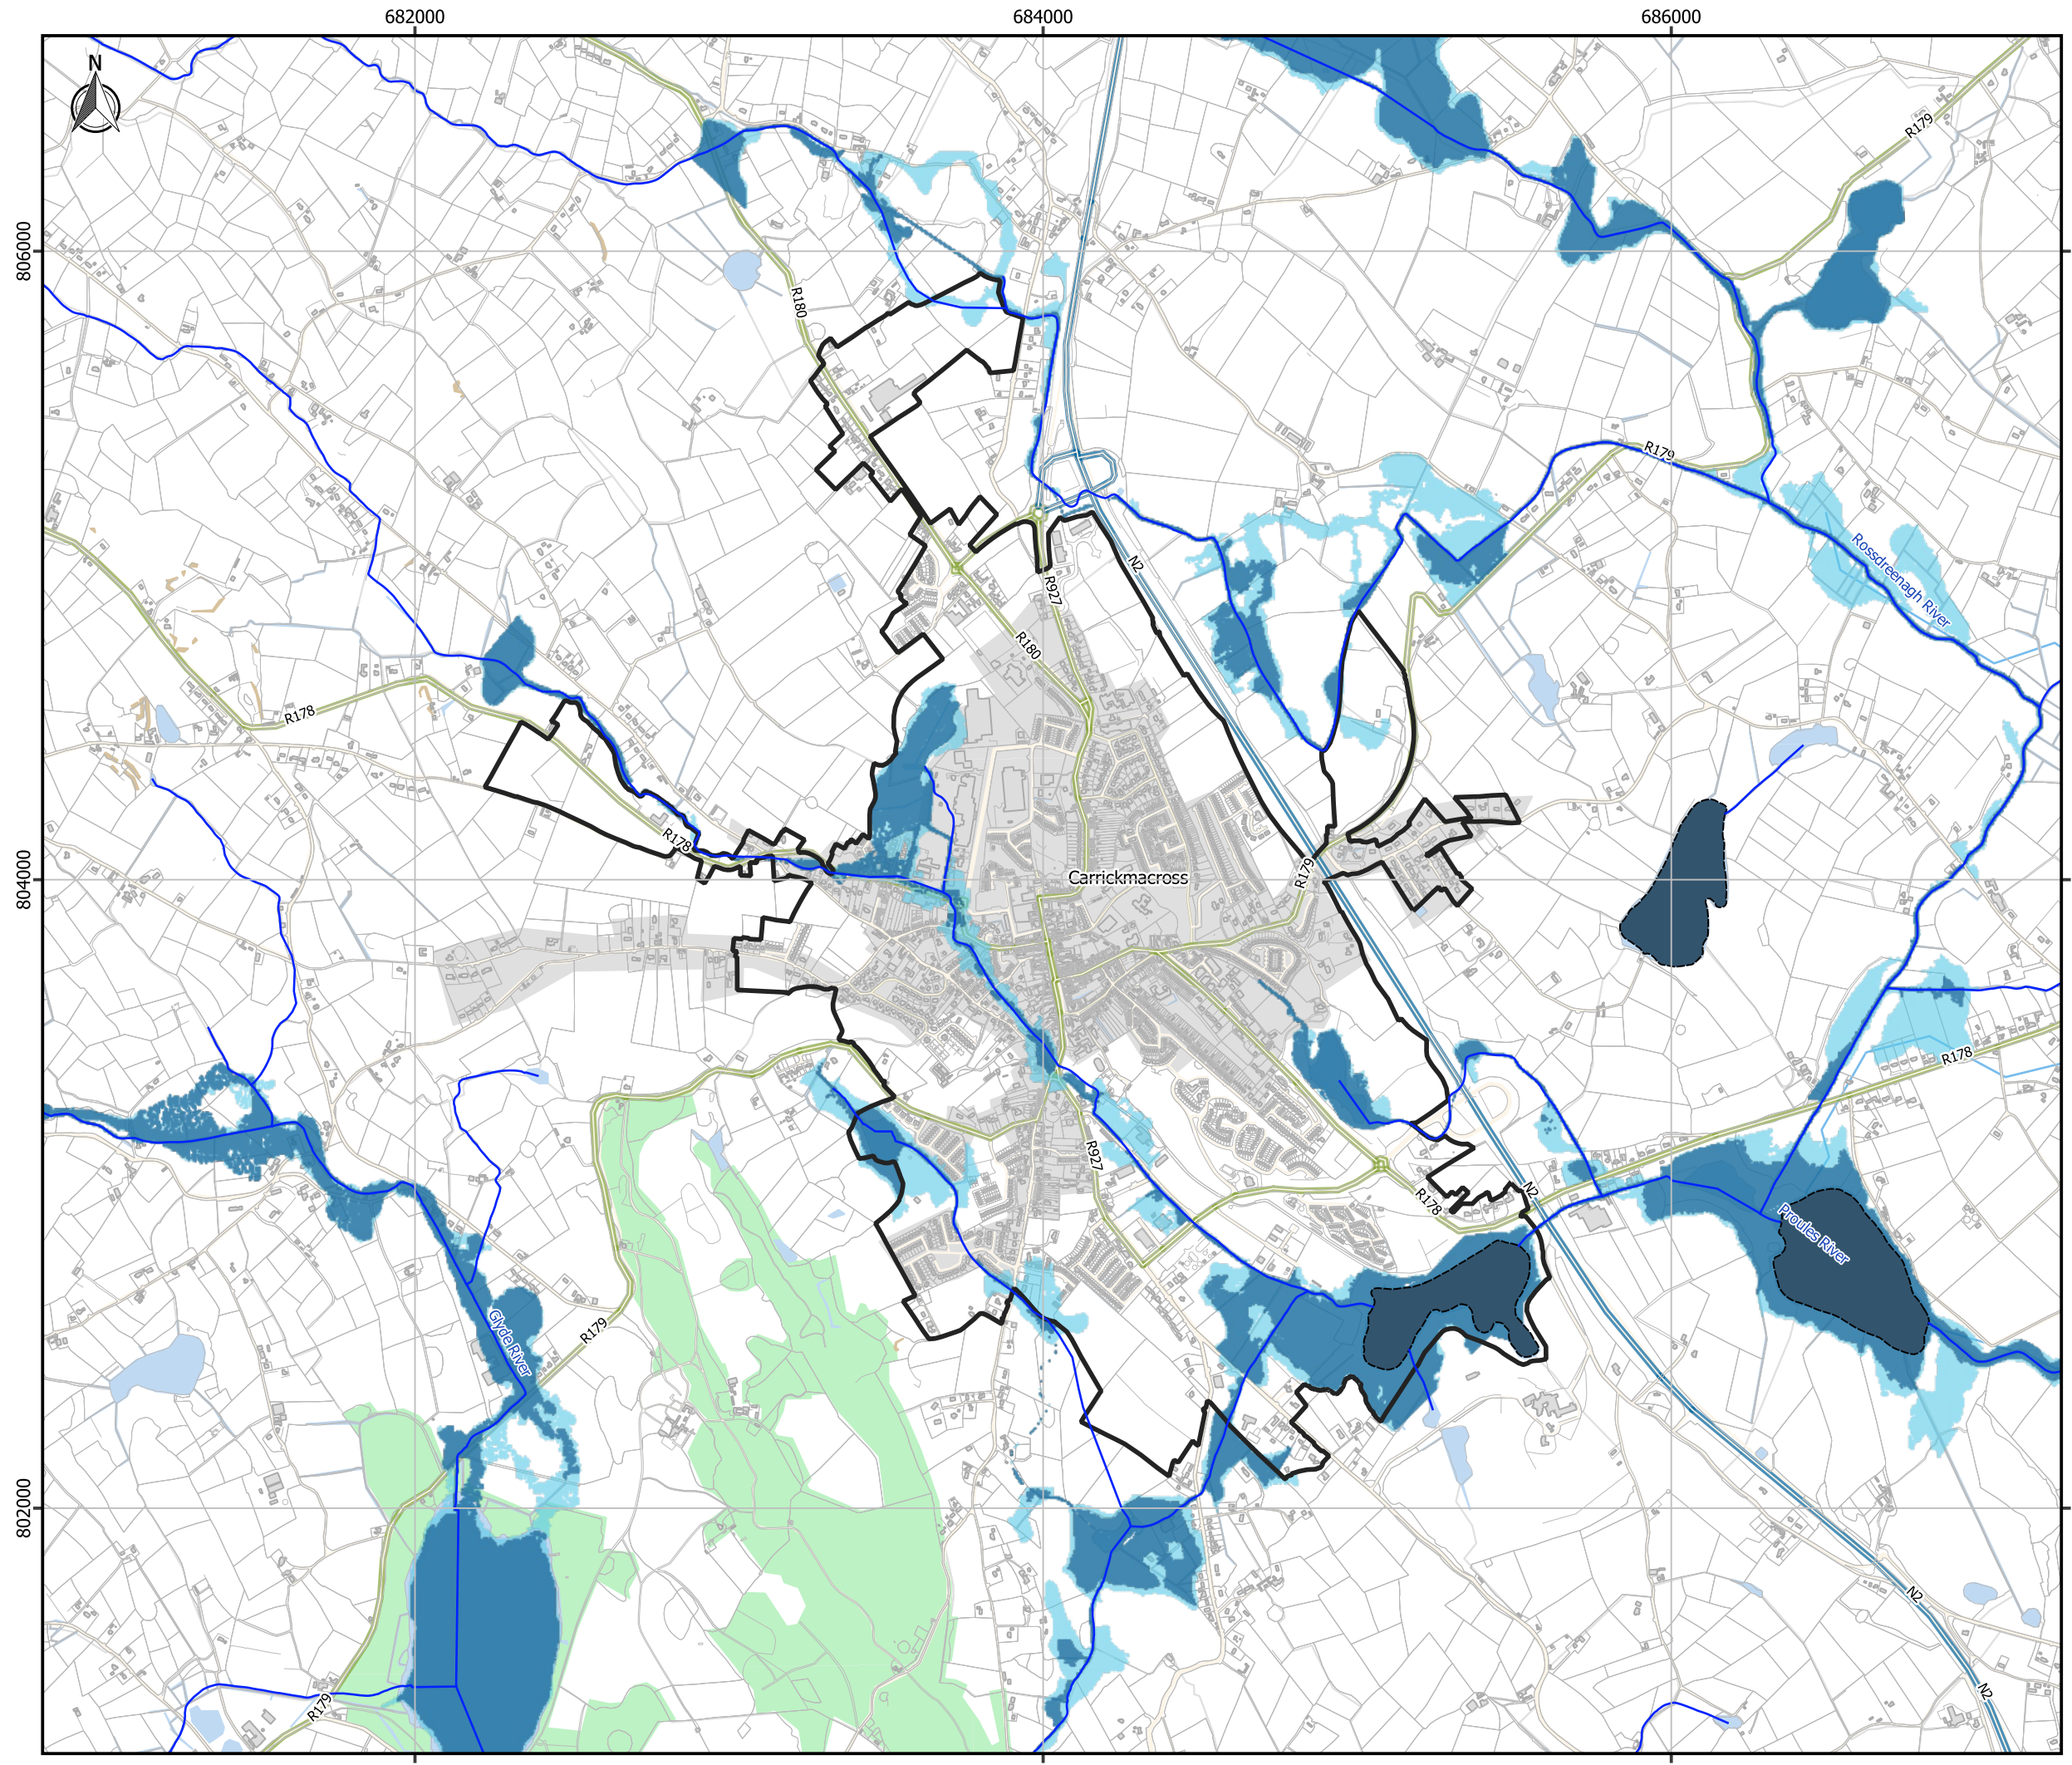 682000
684000
686000
N
R179
806000
R180
R179
N2
Rossdreenagh River
R927
R180
R178
R178
804000
Carrickmacross
R179
R178
R927
N2
R178
Proules River
Glyde River
R179
802000
N2
N2
R179